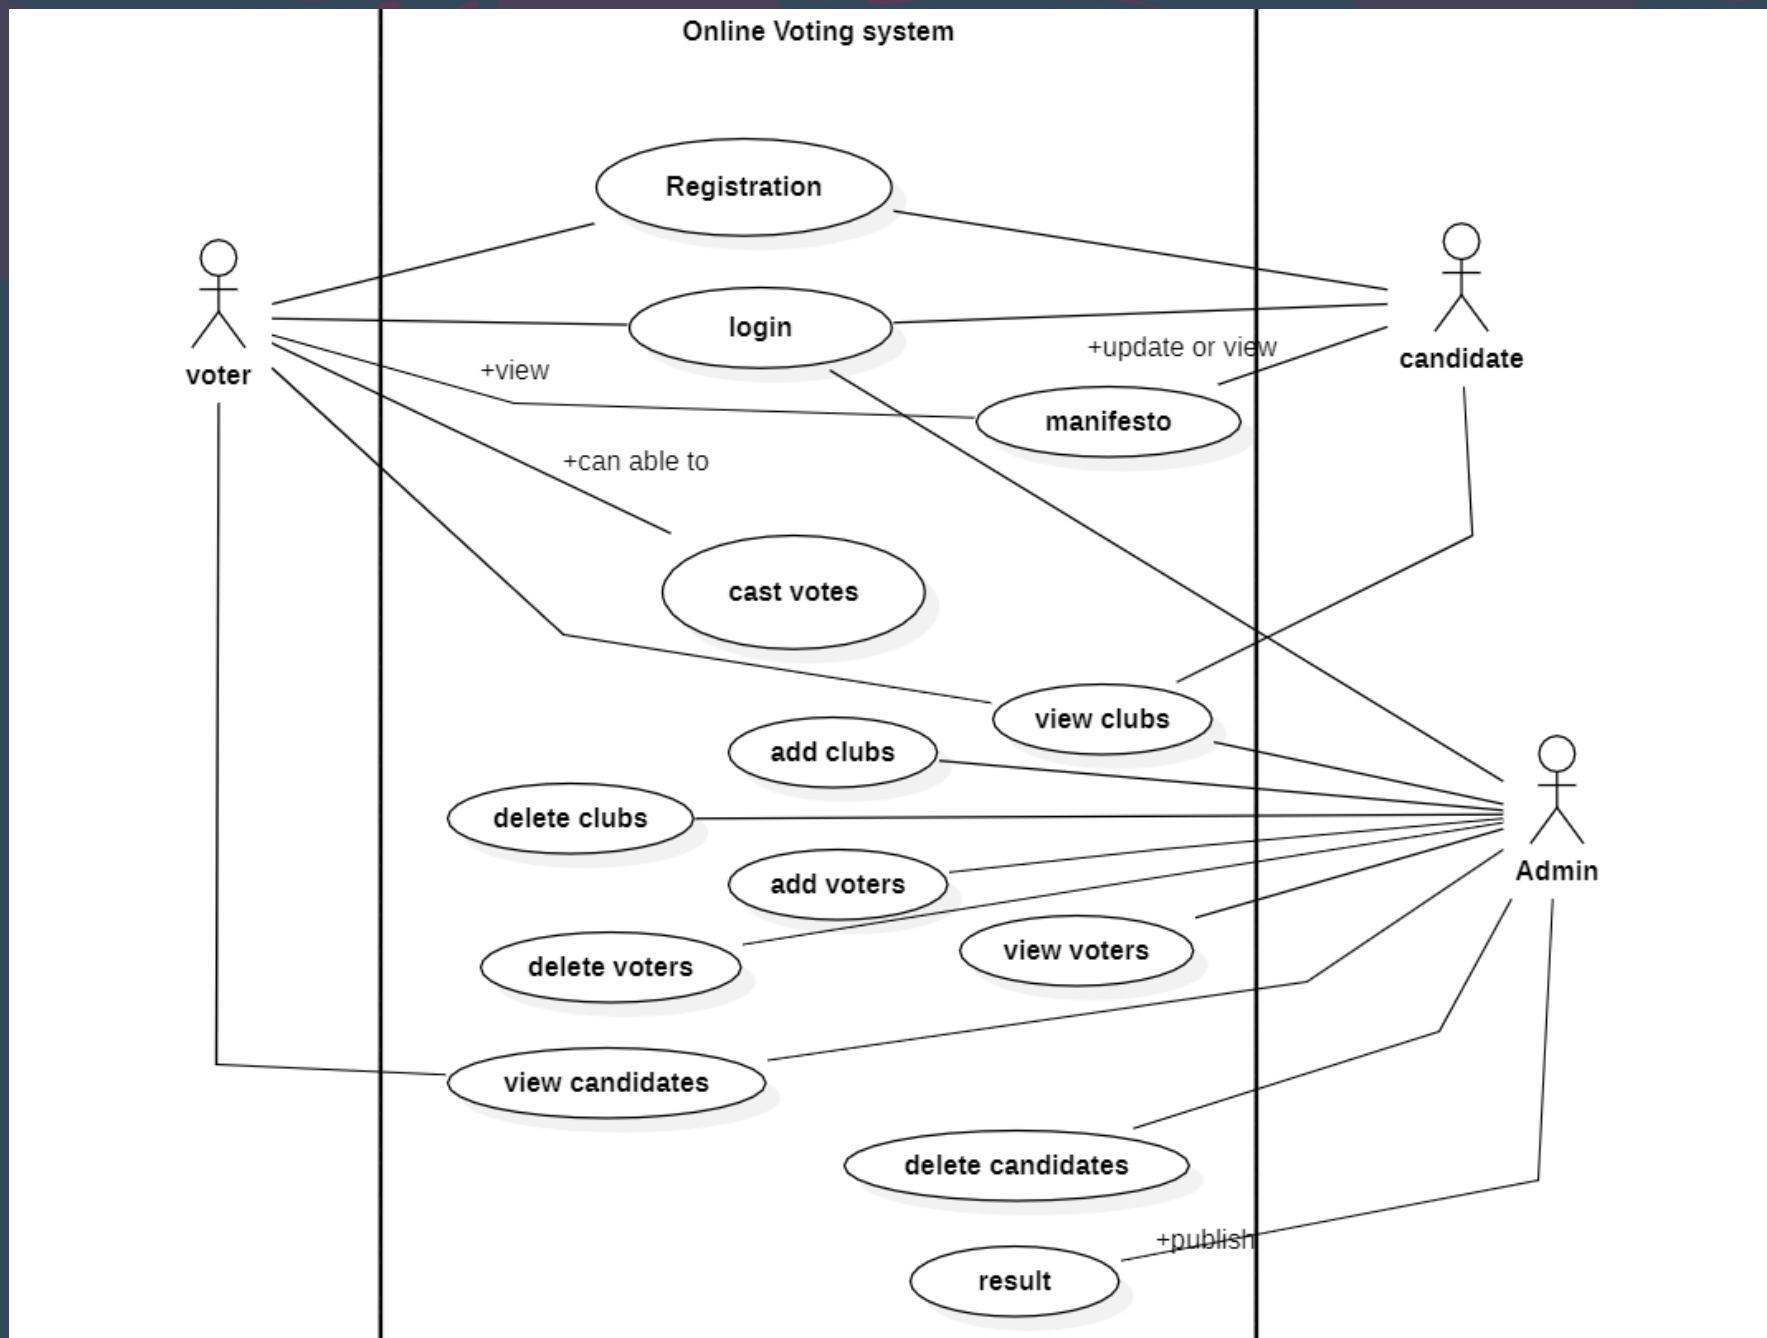 Online Voting system
Registration
login
+update or view
candidate
voter
+view
manifesto
+can able to
cast votes
view clubs
add clubs
delete clubs
Admin
add voters
view voters
delete voters
view candidates
delete candidates
+publish
result